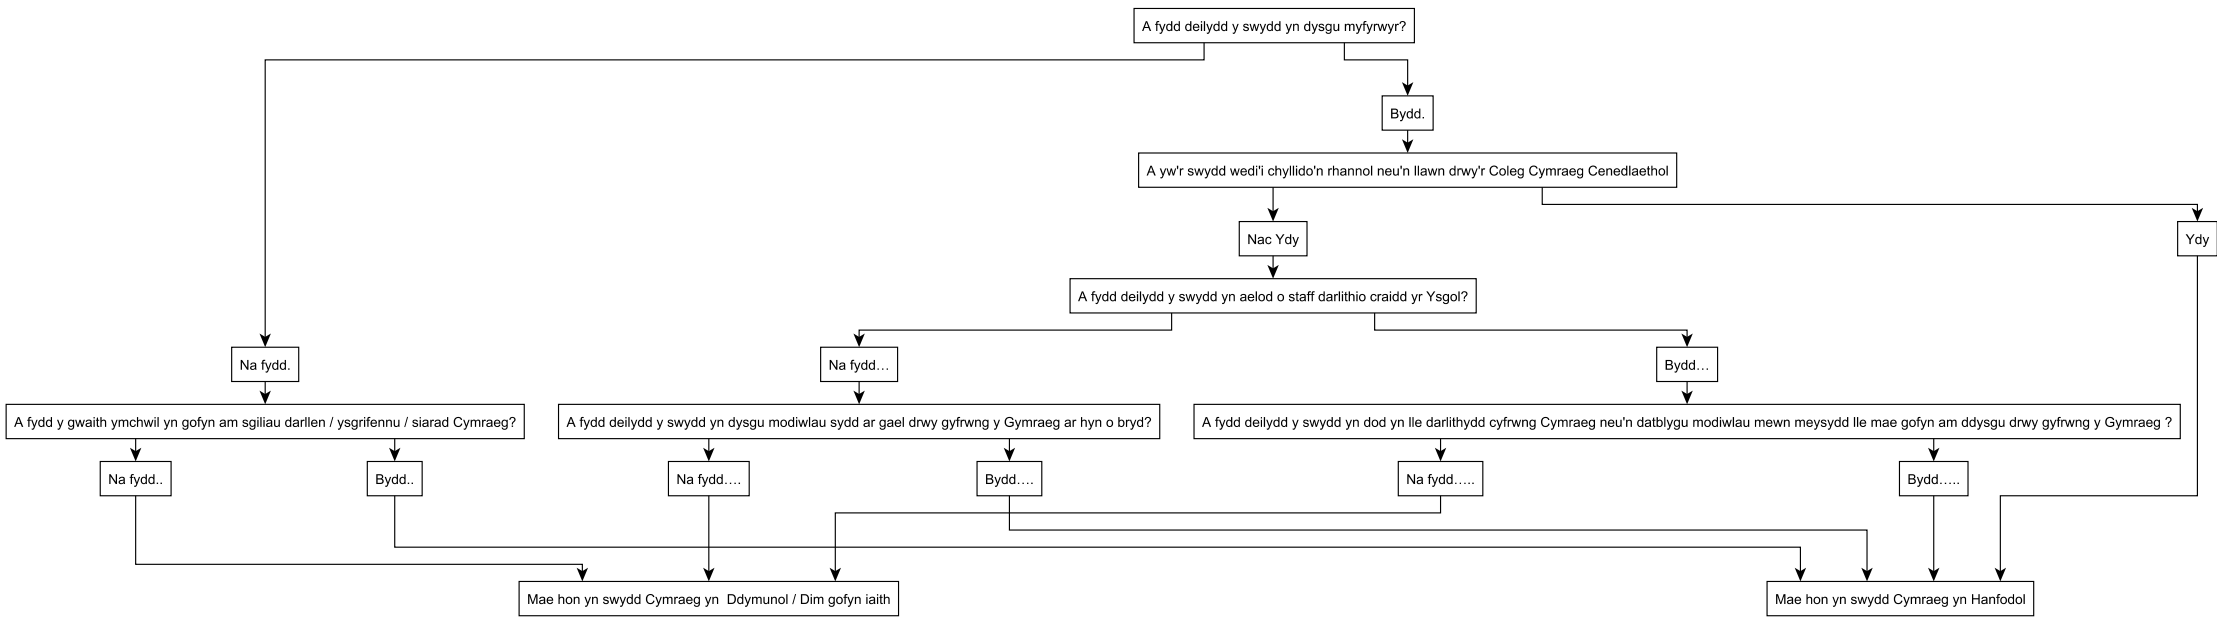 A fydd deilydd y swydd yn dysgu myfyrwyr?
Bydd.
A yw'r swydd wedi'i chyllido'n rhannol neu'n llawn drwy'r Coleg Cymraeg Cenedlaethol
Nac Ydy
Ydy
A fydd deilydd y swydd yn aelod o staff darlithio craidd yr Ysgol?
Na fydd.
Na fydd…
Bydd…
A fydd y gwaith ymchwil yn gofyn am sgiliau darllen / ysgrifennu / siarad Cymraeg?
A fydd deilydd y swydd yn dysgu modiwlau sydd ar gael drwy gyfrwng y Gymraeg ar hyn o bryd?
A fydd deilydd y swydd yn dod yn lle darlithydd cyfrwng Cymraeg neu'n datblygu modiwlau mewn meysydd lle mae gofyn am ddysgu drwy gyfrwng y Gymraeg ?
Na fydd..
Bydd..
Na fydd….
Bydd….
Na fydd…..
Bydd…..
Mae hon yn swydd Cymraeg yn  Ddymunol / Dim gofyn iaith
Mae hon yn swydd Cymraeg yn Hanfodol